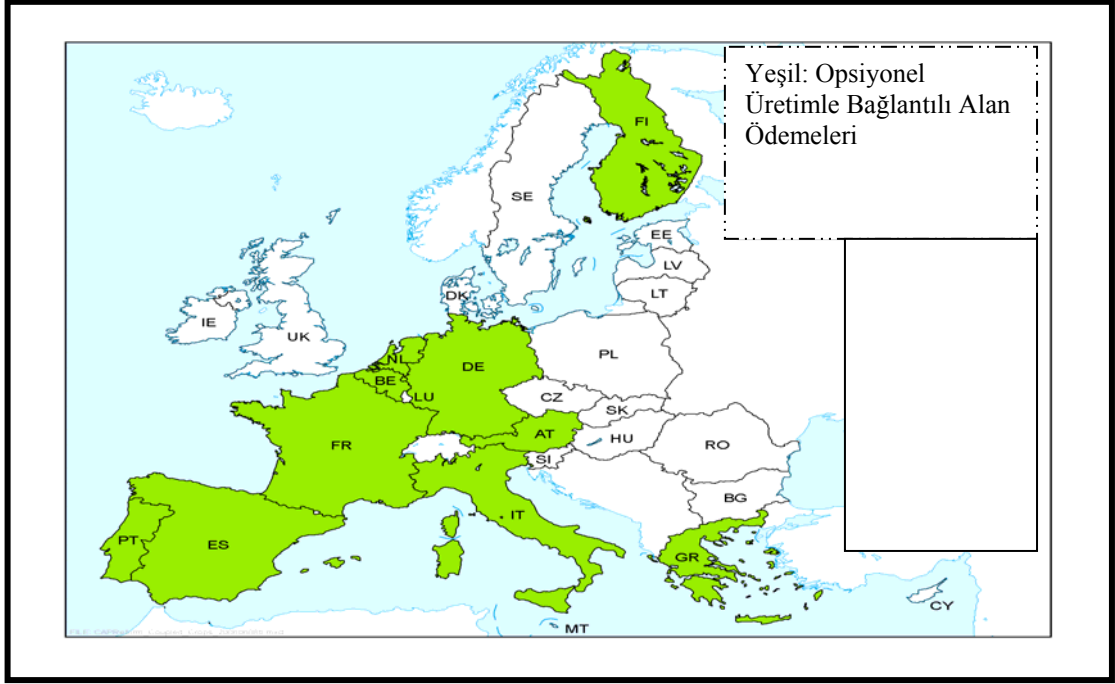 Yeşil: Opsiyonel
Üretimle Bağlantılı Alan
Ödemeleri
FI
SE
EE
LV
LT
DK
IE
UK
NL
BE
LU
DE
PL
CZ
SK
AT
HU
SI
RO
FR
BG
IT
PT
ES
GR
CY
MT